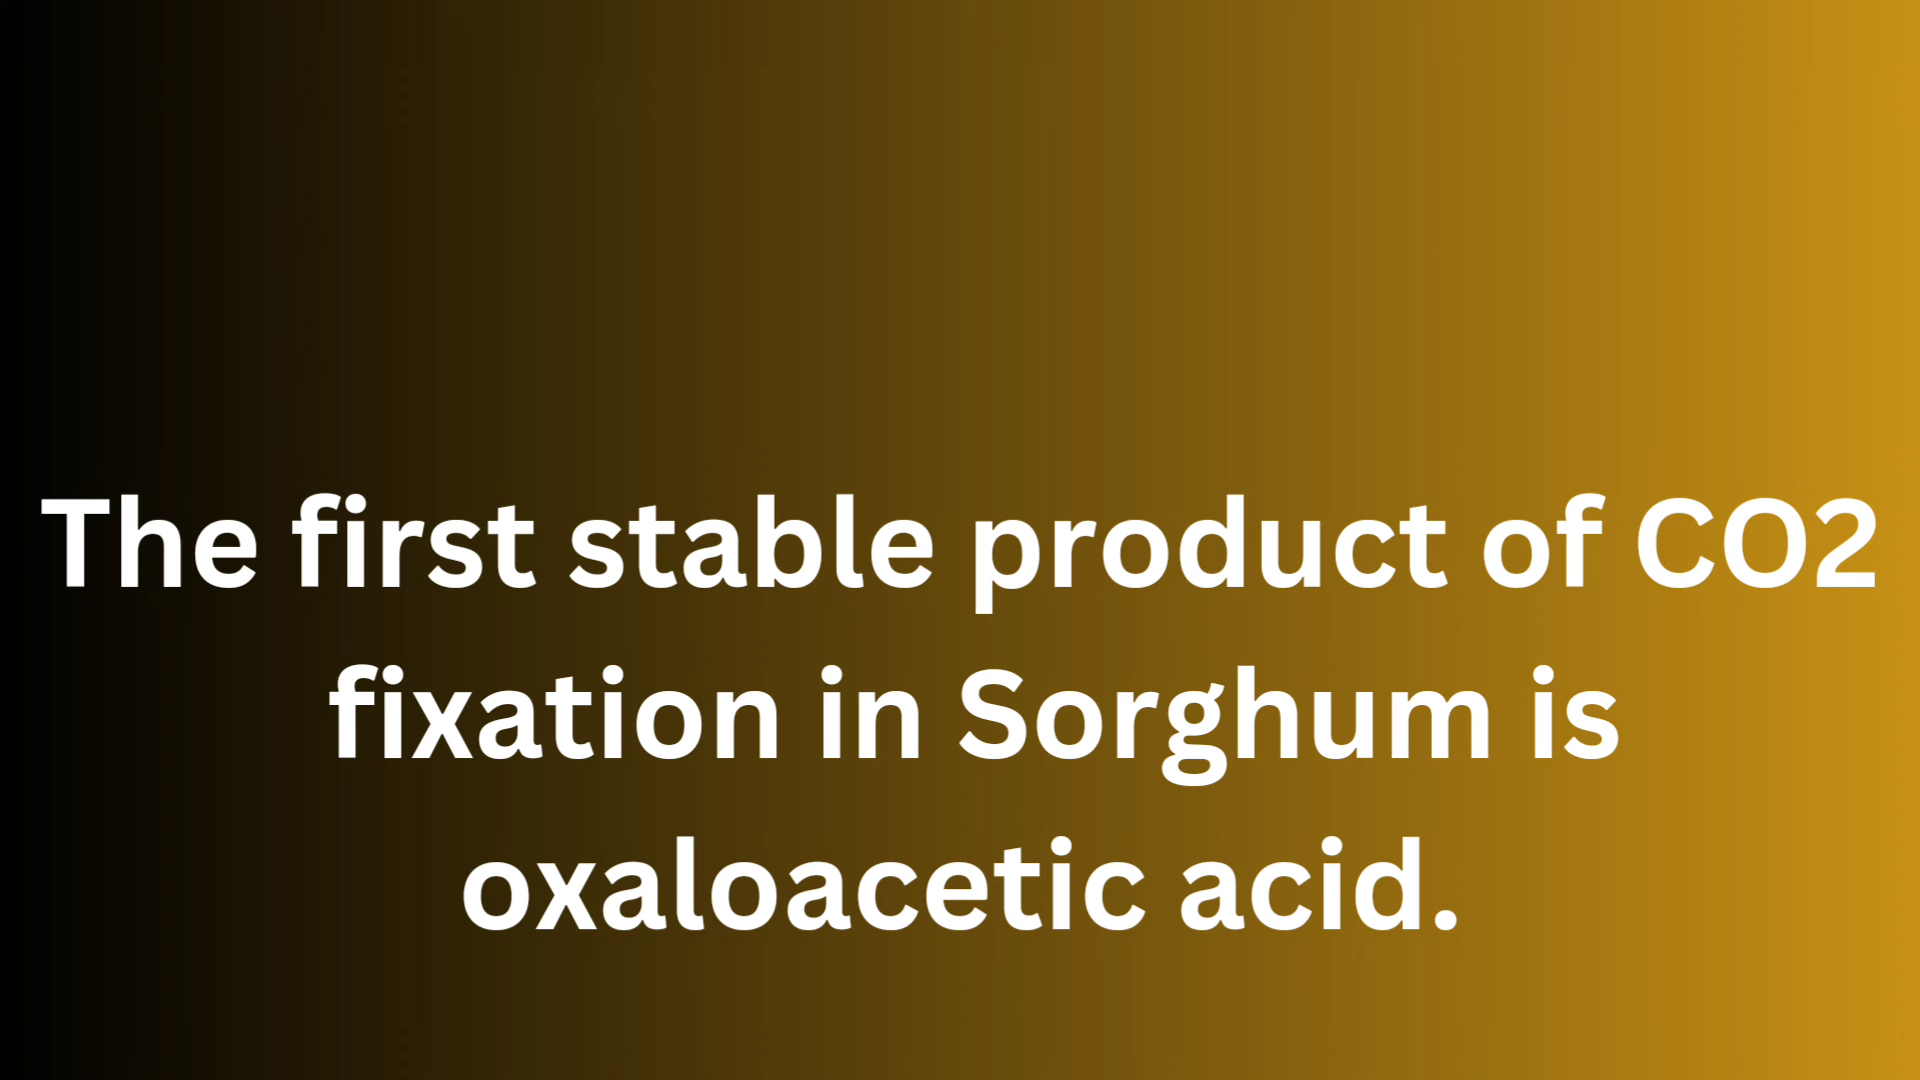 The first stable product of CO2
fixation in Sorghum is
oxaloacetic acid.